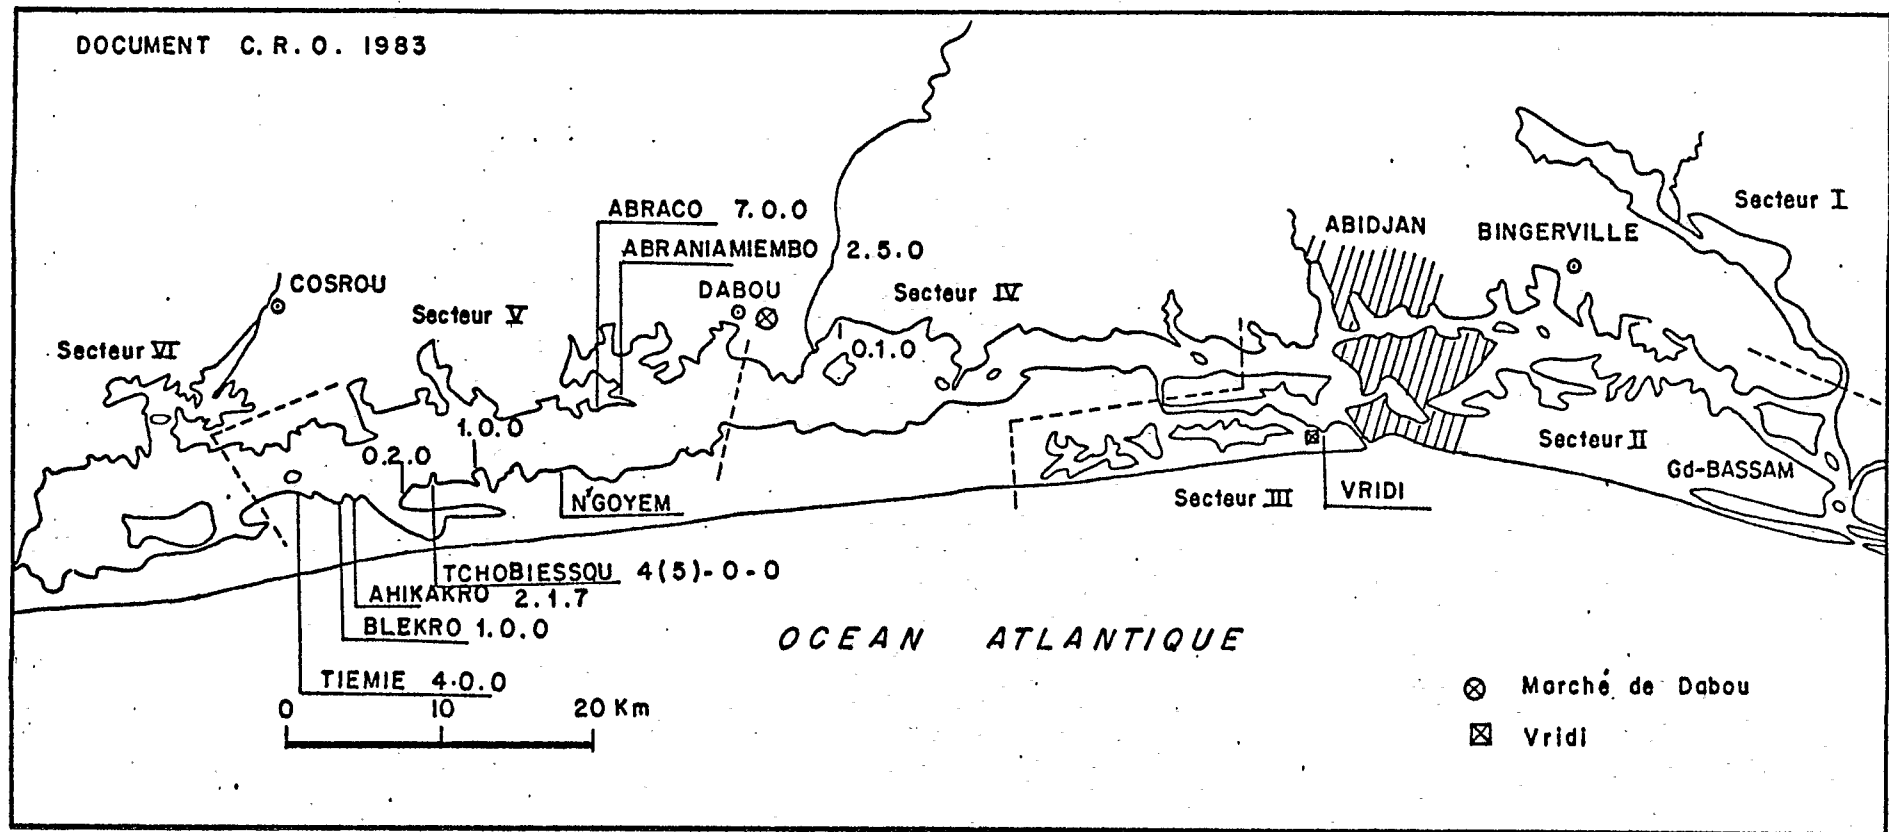 DOCUMENT C.R.O. 1983
Secteur I
ABRACO 7.0.0
ABIDJAN
BINGERVILLE
ABRANIAMIEMBO 2.5.0
COSROU
DABOU
Secteur IV
Secteur V
Secteur VI
0.1.0
1.0.0
0.2.0
Secteur II
Gd-BASSAM
N'GOYEM
Secteur III
VRIDI
TCHOBIESSOU 4(5)-0-0
AHIKAKRO 2.1.7
BLEKRO 1.0.0
OCEAN ATLANTIQUE
TIEMIE 4.0.0
Marché de Dabou
0 10 20 Km
Vridi